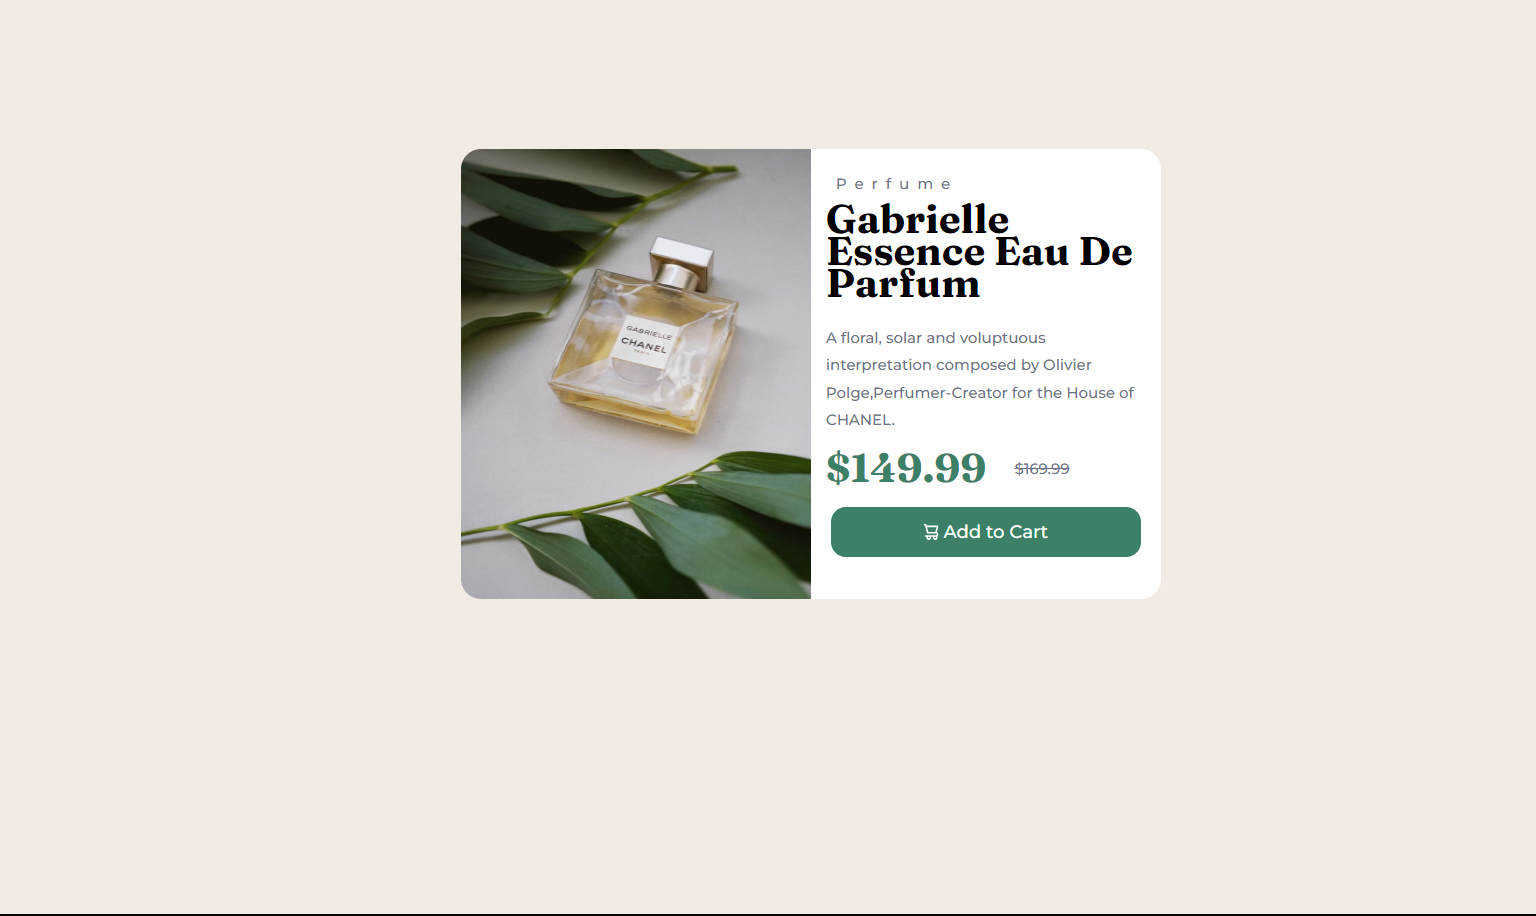 GABRIELLE
CHANEL
PARIS
Perfume
Gabrielle
Essence Eau De
Parfum
A floral, solar and voluptuous
interpretation composed by Olivier
Polge,Perfumer-Creator for the House of
CHANEL.
$149.99 $169.99
Add to Cart